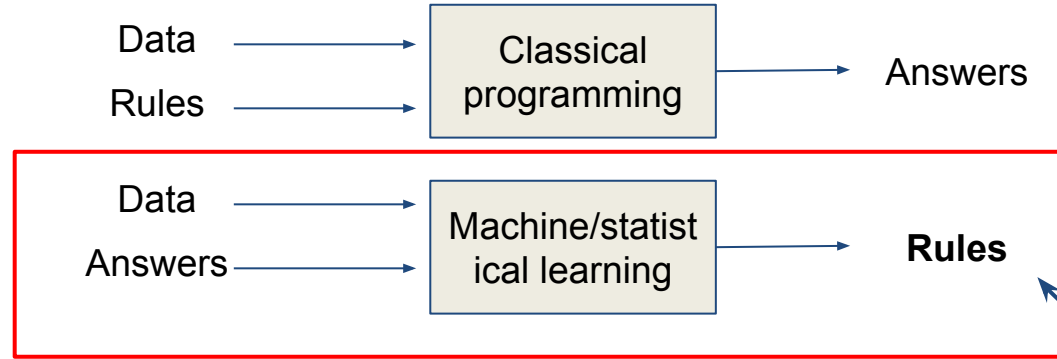 Data
Rules
Classical
programming
Answers
Data
Answers
Machine/statist
ical learning
Rules